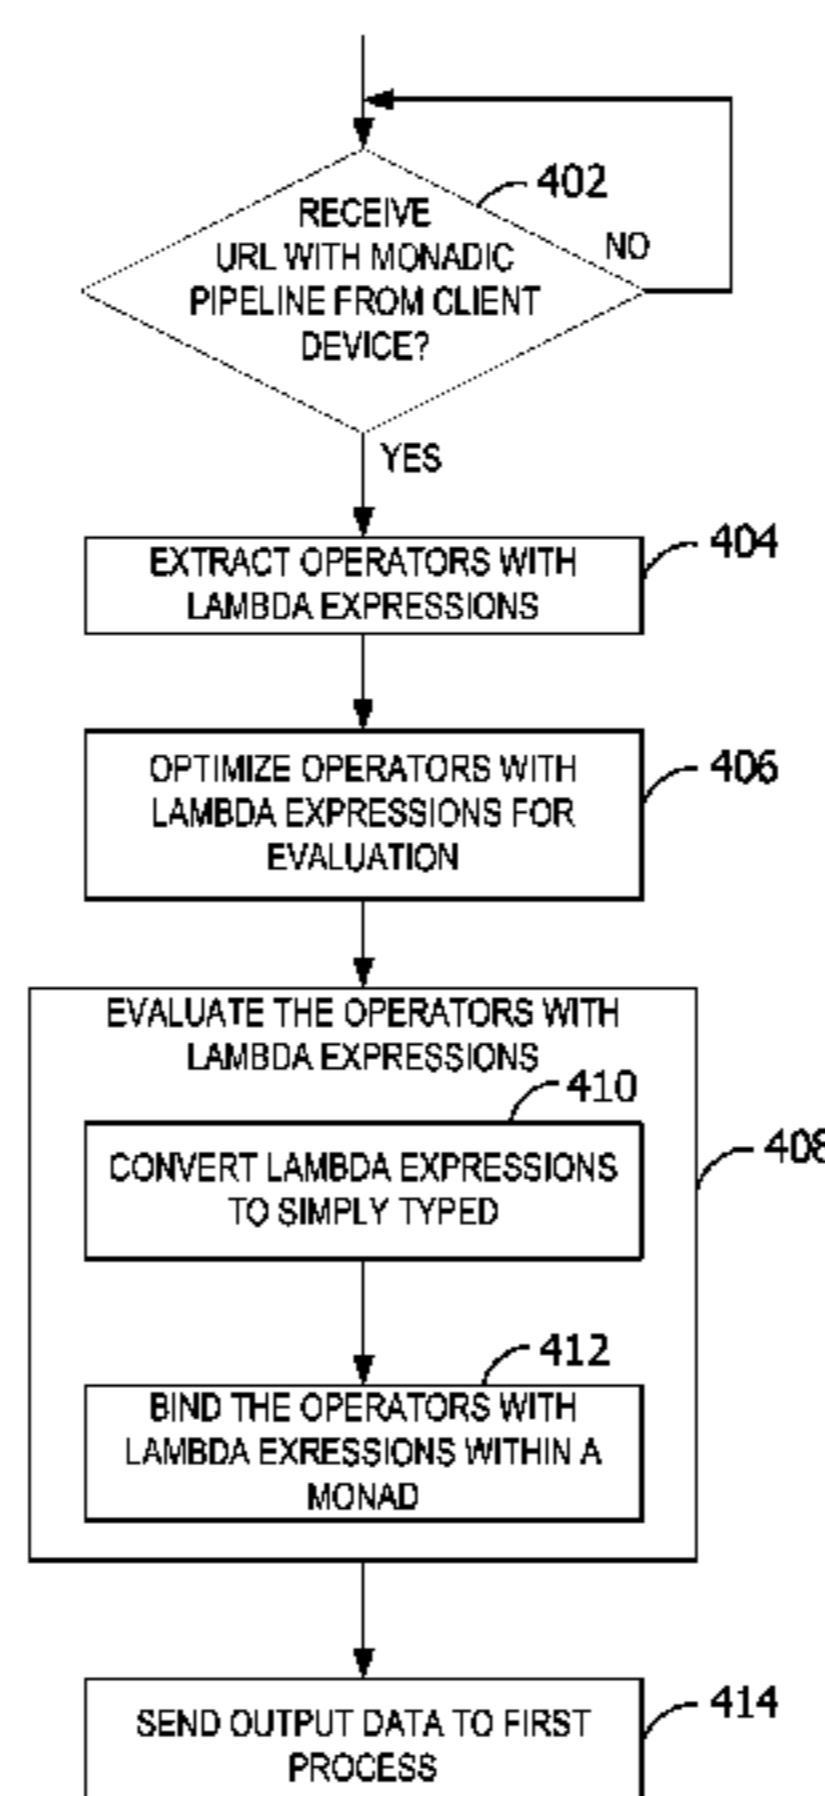 402
RECEIVE
URL WITH MONADIC
PIPELINE FROM CLIENT
DEVICE?
NO
YES
EXTRACT OPERATORS WITH
LAMBDA EXPRESSIONS
404
OPTIMIZE OPERATORS WITH
LAMBDA EXPRESSIONS FOR
EVALUATION
406
EVALUATE THE OPERATORS WITH
LAMBDA EXPRESSIONS
408
410
CONVERT LAMBDA EXPRESSIONS
TO SIMPLY TYPED
412
BIND THE OPERATORS WITH
LAMBDA EXRESSIONS WITHIN A
MONAD
SEND OUTPUT DATA TO FIRST
PROCESS
414